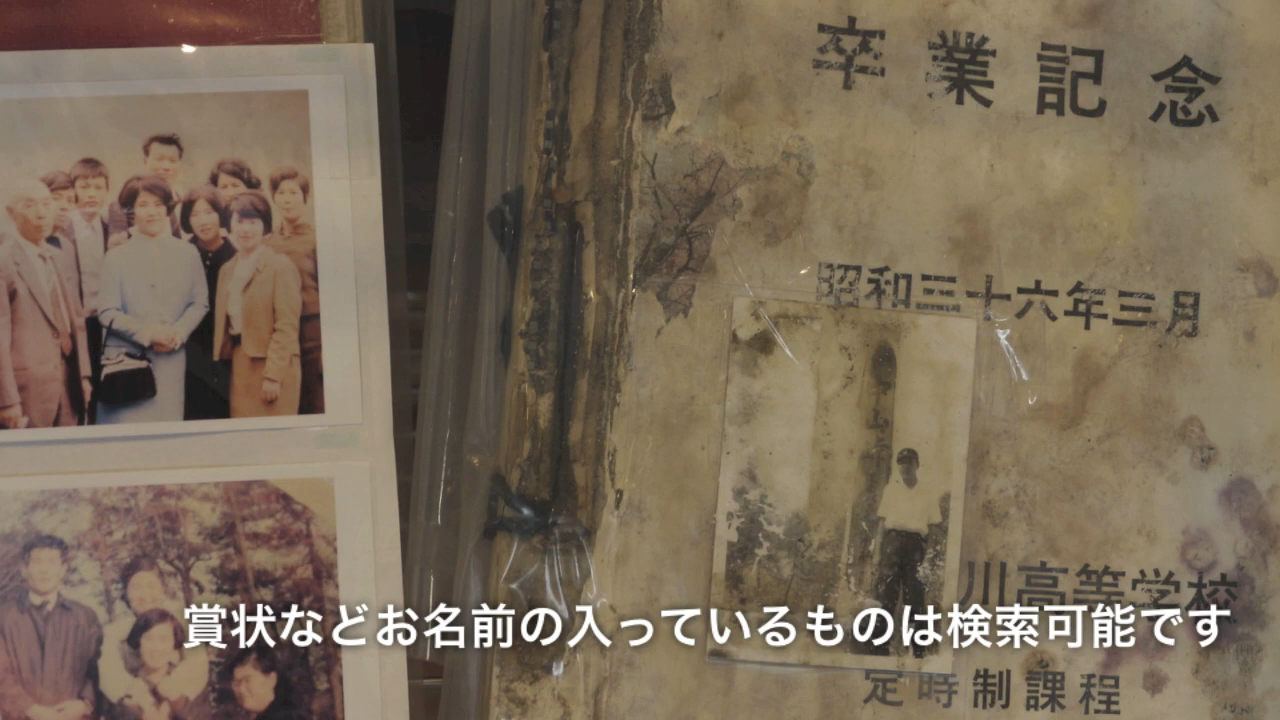 卒業記念
昭和三十六年三月
川高等学校
定時制課程
賞状などお名前の入っているものは検索可能です